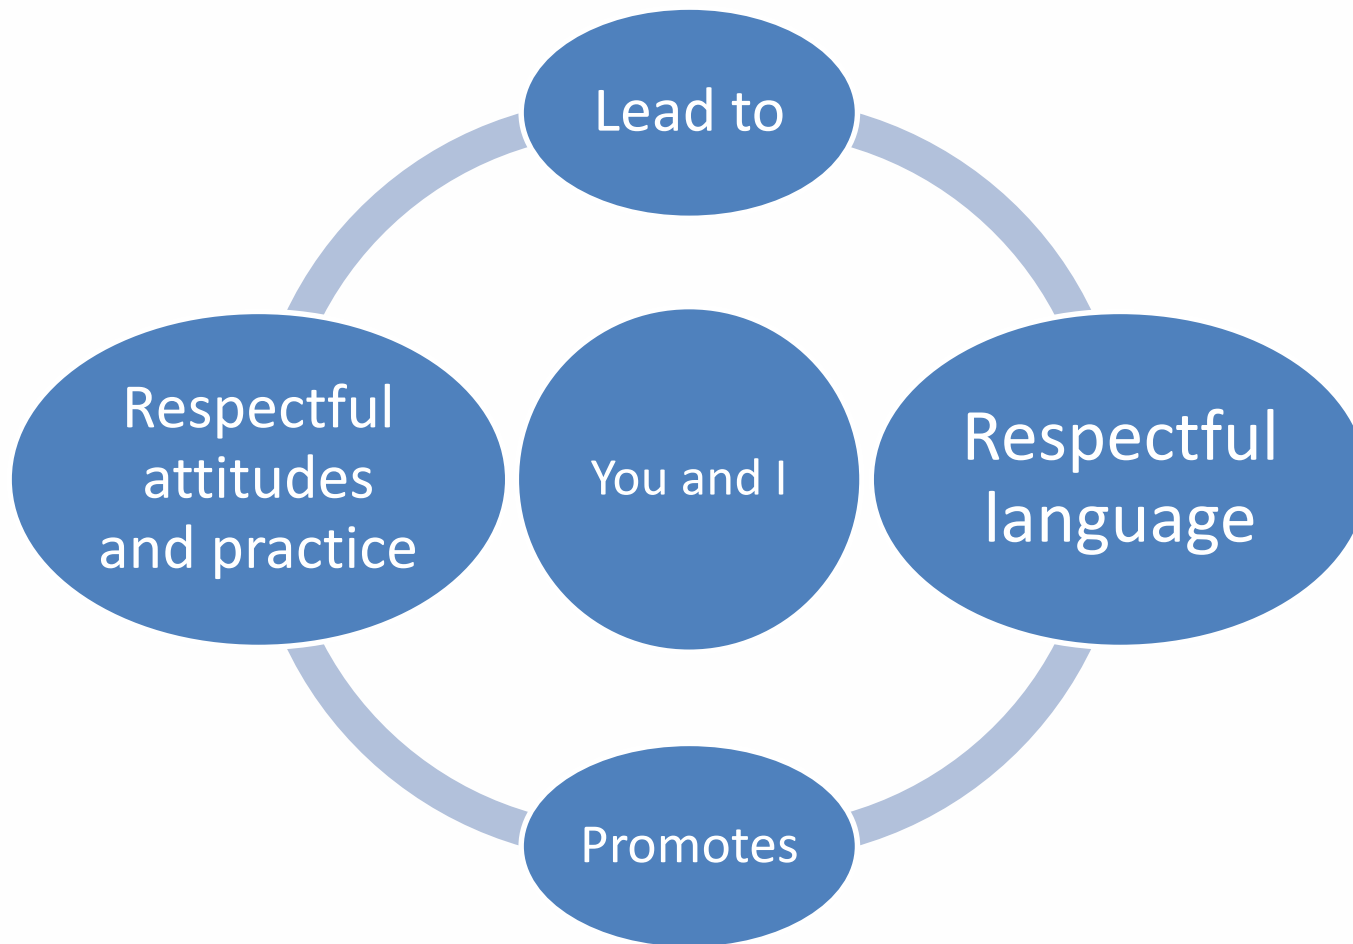 Lead to
Respectful
attitudes
and practice
You and I
Respectful
language
Promotes